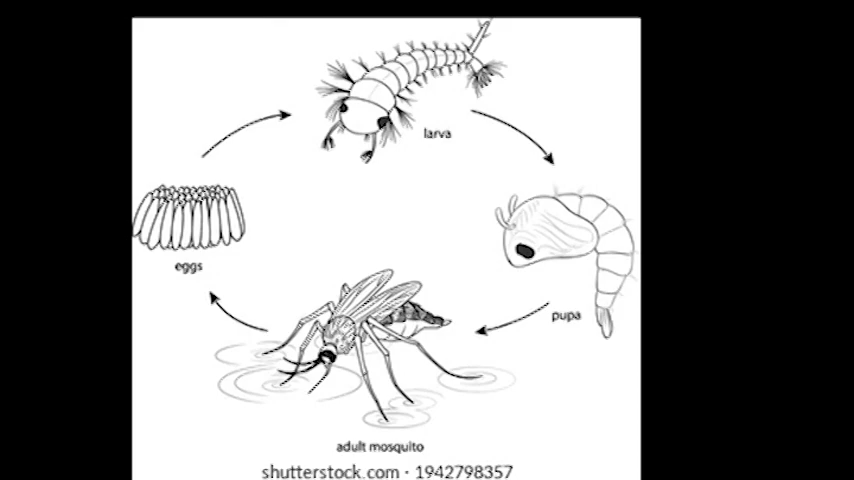 larva
eggs
pupa
adult mosquito
shutterstock.com · 1942798357